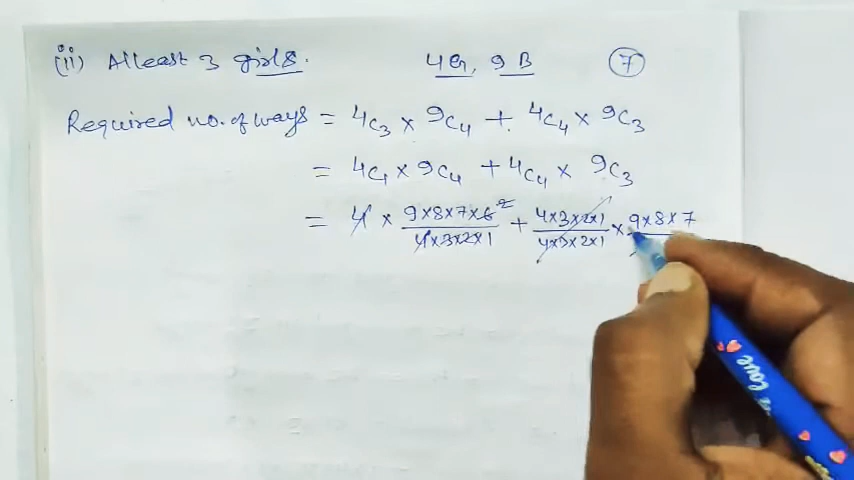 (ii) Atleast 3 girls. 4G, 9B 7
Required no. of ways = 4C3 × 9C4 + 4C4 × 9C3
= 4C1 × 9C4 + 4C4 × 9C3
= 4 × 9×8×7×6 2 / 4×3×2×1 + 4×3×2×1 / 4×3×2×1 × 9×8×7
love